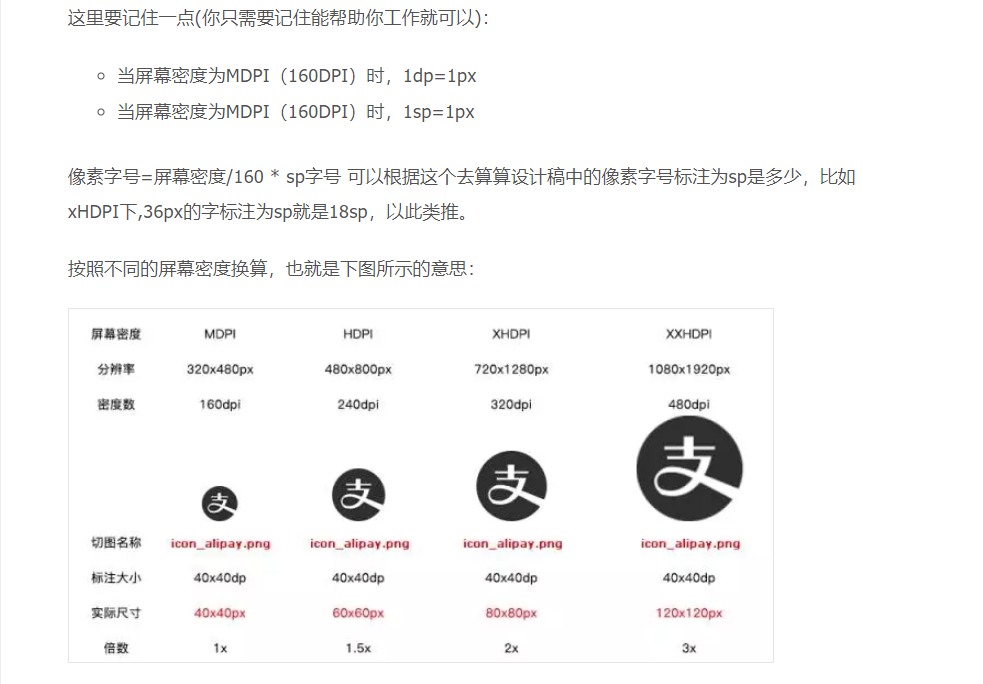 这里要记住一点(你只需要记住能帮助你工作就可以)：
当屏幕密度为MDPI（160DPI）时，1dp=1px
当屏幕密度为MDPI（160DPI）时，1sp=1px
像素字号=屏幕密度/160 * sp字号 可以根据这个去算算设计稿中的像素字号标注为sp是多少，比如
xHDPI下,36px的字标注为sp就是18sp，以此类推。
按照不同的屏幕密度换算，也就是下图所示的意思：
屏幕密度 MDPI HDPI XHDPI XXHDPI
分辨率 320x480px 480x800px 720x1280px 1080x1920px
密度数 160dpi 240dpi 320dpi 480dpi
支 支 支 支
切图名称 icon_alipay.png icon_alipay.png icon_alipay.png icon_alipay.png
标注大小 40x40dp 40x40dp 40x40dp 40x40dp
实际尺寸 40x40px 60x60px 80x80px 120x120px
倍数 1x 1.5x 2x 3x